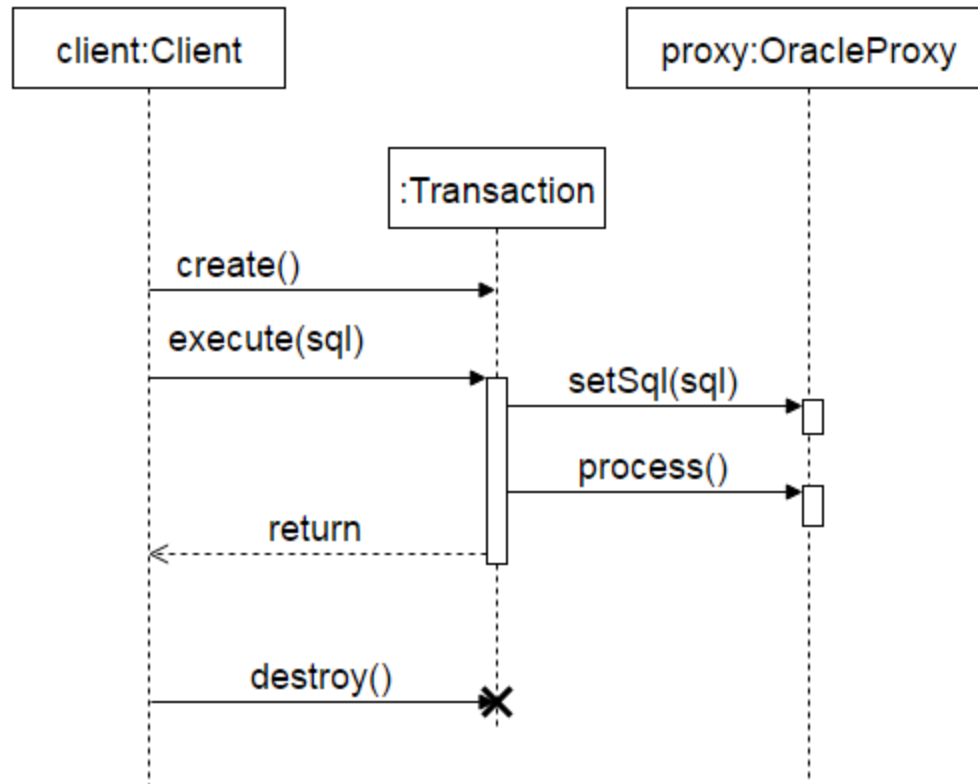 client:Client
proxy:OracleProxy
:Transaction
create()
execute(sql)
setSql(sql)
process()
return
destroy()